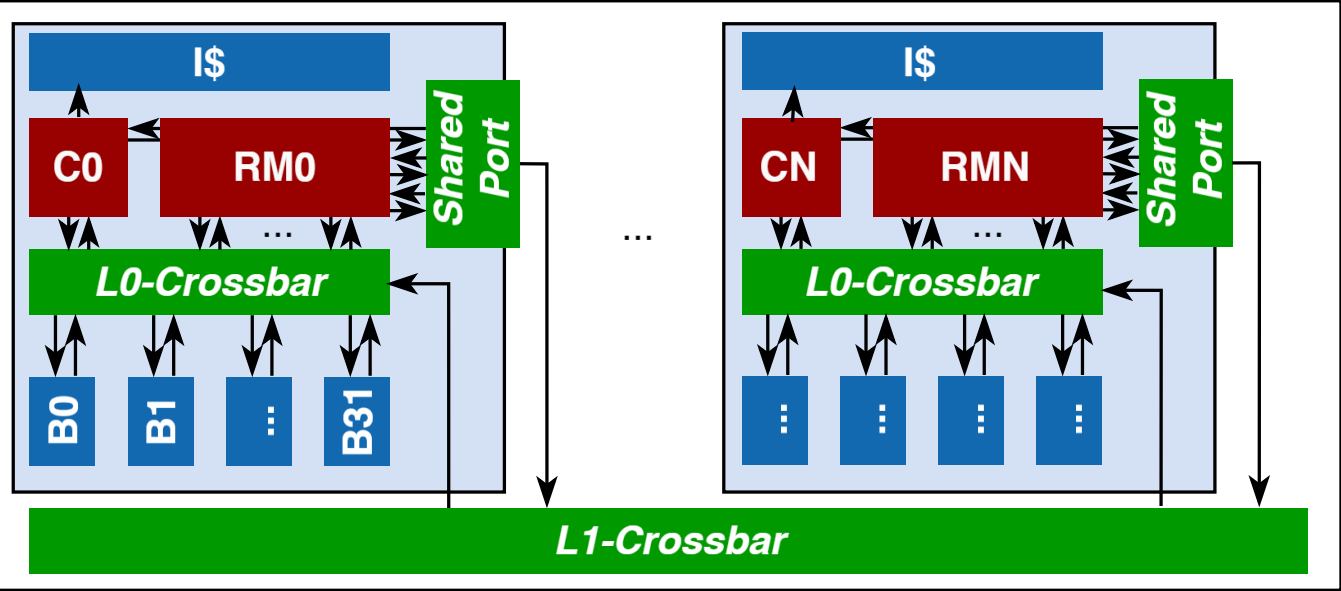 I$
C0
RM0
Shared
Port
...
L0-Crossbar
B0
B1
...
B31
...
I$
CN
RMN
Shared
Port
...
L0-Crossbar
...
...
...
...
L1-Crossbar